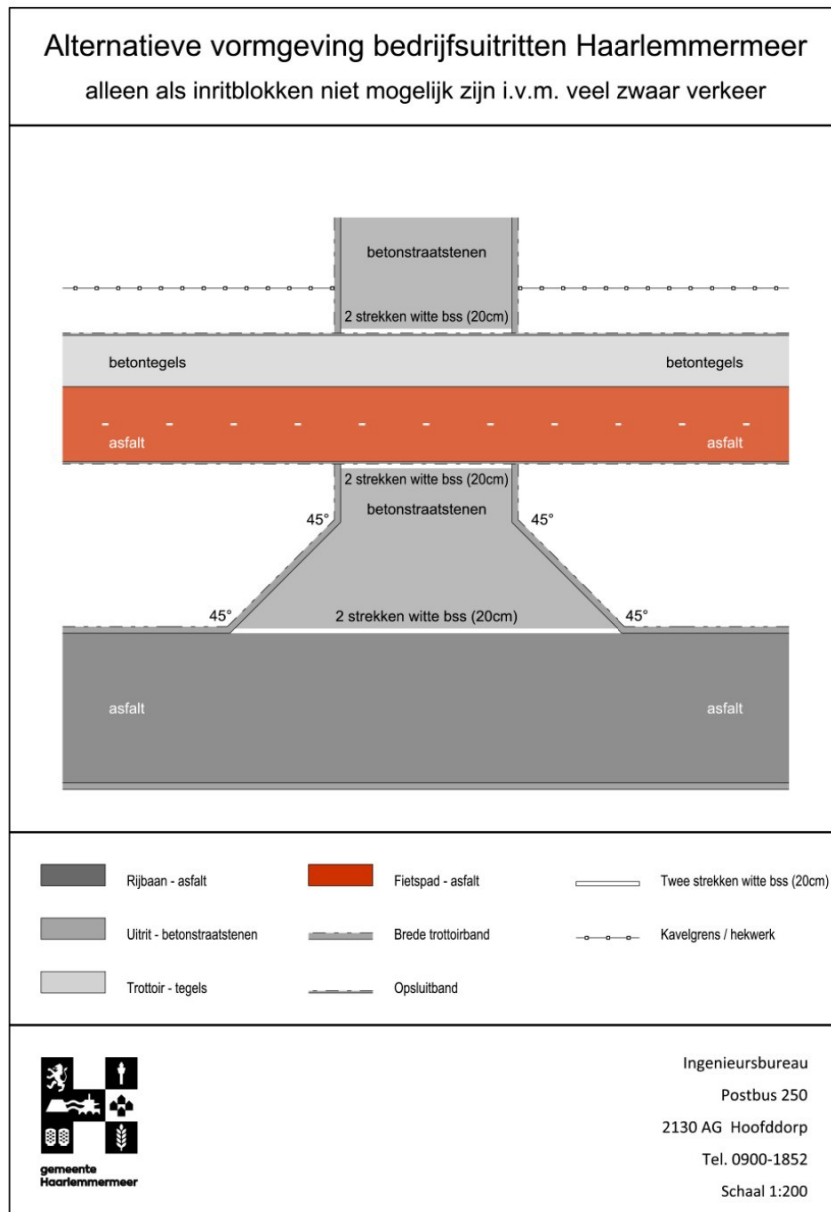 Alternatieve vormgeving bedrijfsuitritten Haarlemmermeer
alleen als inritblokken niet mogelijk zijn i.v.m. veel zwaar verkeer
betonstraatstenen
2 strekken witte bss (20cm)
betontegels
betontegels
asfalt
asfalt
2 strekken witte bss (20cm)
betonstraatstenen
45°
45°
45°
45°
2 strekken witte bss (20cm)
asfalt
asfalt
Rijbaan - asfalt
Fietspad - asfalt
Twee strekken witte bss (20cm)
Uitrit - betonstraatstenen
Brede trottoirband
Kavelgrens / hekwerk
Trottoir - tegels
Opsluitband
gemeente
Haarlemmermeer
Ingenieursbureau
Postbus 250
2130 AG Hoofddorp
Tel. 0900-1852
Schaal 1:200